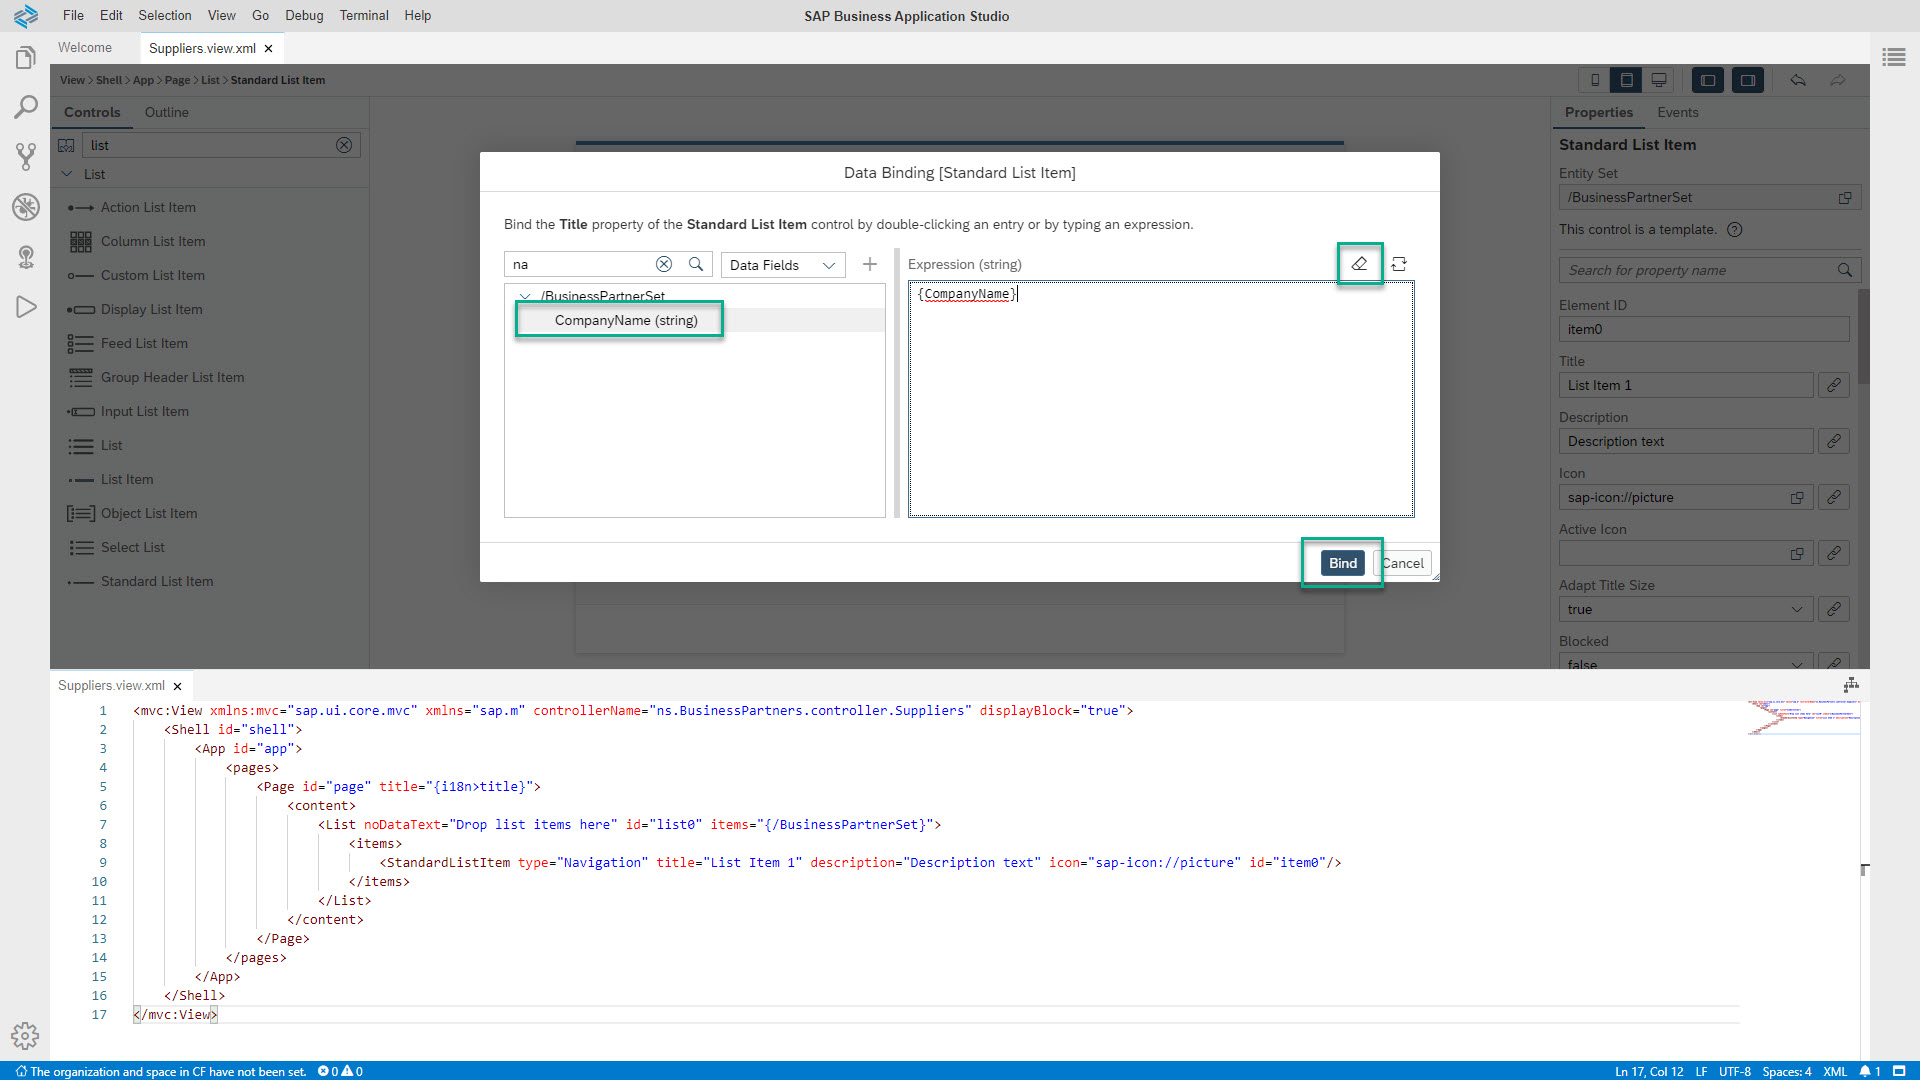 File Edit Selection View Go Debug Terminal Help
SAP Business Application Studio
Welcome
Suppliers.view.xml
View > Shell > App > Page > List > Standard List Item
Controls
Outline
list
List
Action List Item
Column List Item
Custom List Item
Display List Item
Feed List Item
Group Header List Item
Input List Item
List
List Item
Object List Item
Select List
Standard List Item
Data Binding [Standard List Item]
Bind the Title property of the Standard List Item control by double-clicking an entry or by typing an expression.
na
Data Fields
/BusinessPartnerSet
CompanyName (string)
Expression (string)
{CompanyName}
Bind
Cancel
Properties
Events
Standard List Item
Entity Set
/BusinessPartnerSet
This control is a template.
Search for property name
Element ID
item0
Title
List Item 1
Description
Description text
Icon
sap-icon://picture
Active Icon
Adapt Title Size
true
Blocked
false
Suppliers.view.xml
1 <mvc:View xmlns:mvc="sap.ui.core.mvc" xmlns="sap.m" controllerName="ns.BusinessPartners.controller.Suppliers" displayBlock="true">
2 <Shell id="shell">
3 <App id="app">
4 <pages>
5 <Page id="page" title="{i18n>title}">
6 <content>
7 <List noDataText="Drop list items here" id="list0" items="{/BusinessPartnerSet}">
8 <items>
9 <StandardListItem type="Navigation" title="List Item 1" description="Description text" icon="sap-icon://picture" id="item0"/>
10 </items>
11 </List>
12 </content>
13 </Page>
14 </pages>
15 </App>
16 </Shell>
17 </mvc:View>
The organization and space in CF have not been set. 0 0
Ln 17, Col 12 LF UTF-8 Spaces: 4 XML 1